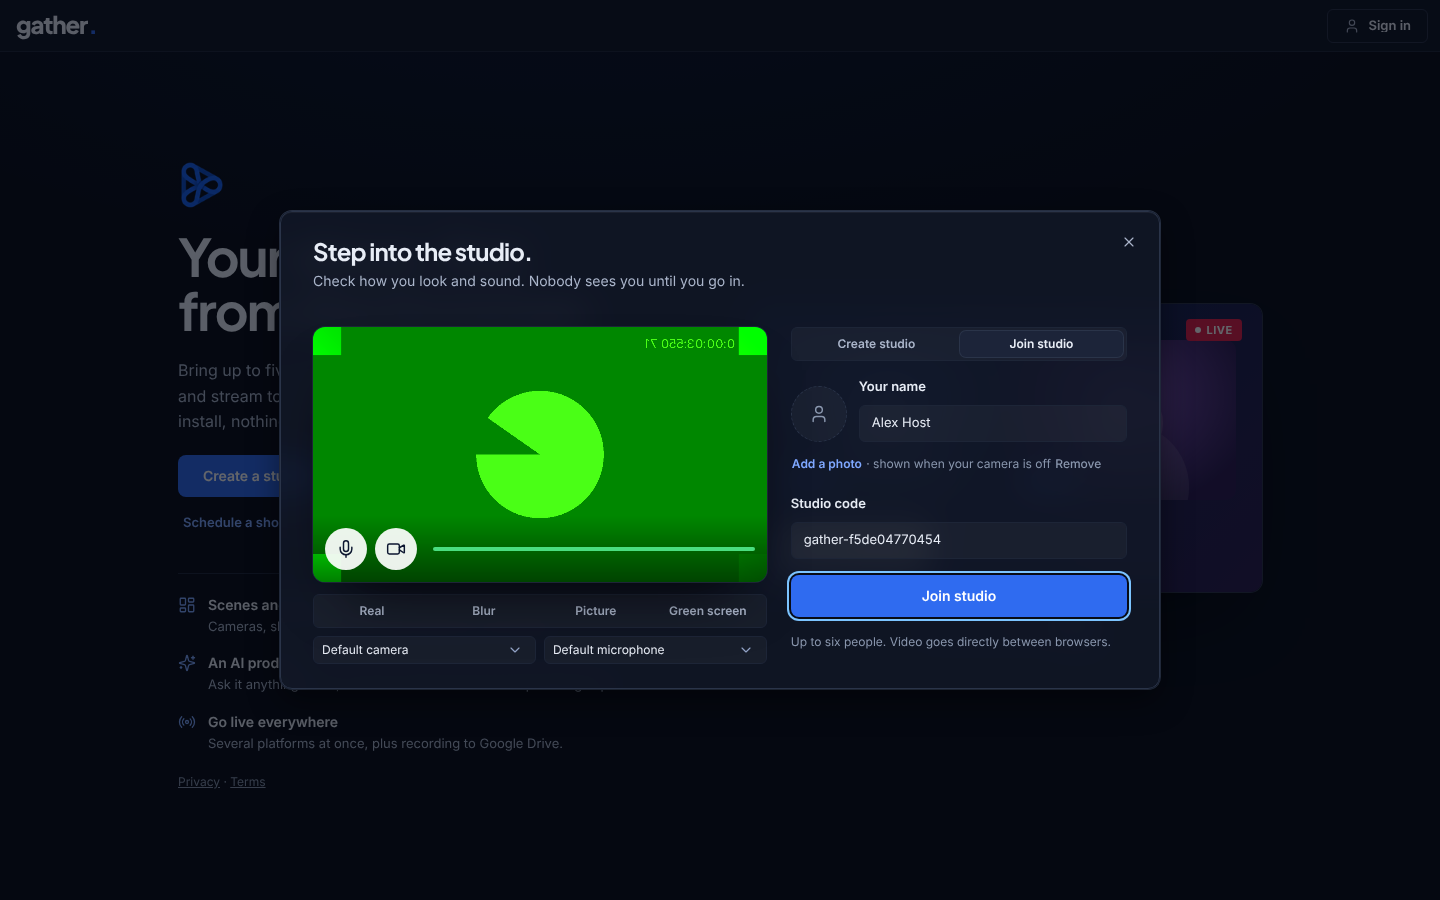 gather.
Sign in
Your
from
Bring up to fiv
and stream to
install, nothin
Create a stu
Schedule a sho
Scenes an
Cameras, sl
An AI prod
Ask it anyth
Go live everywhere
Several platforms at once, plus recording to Google Drive.
Privacy · Terms
LIVE
Step into the studio.
Check how you look and sound. Nobody sees you until you go in.
0:00:03:550 71
Real
Blur
Picture
Green screen
Default camera
Default microphone
Create studio
Join studio
Your name
Alex Host
Add a photo · shown when your camera is off Remove
Studio code
gather-f5de04770454
Join studio
Up to six people. Video goes directly between browsers.